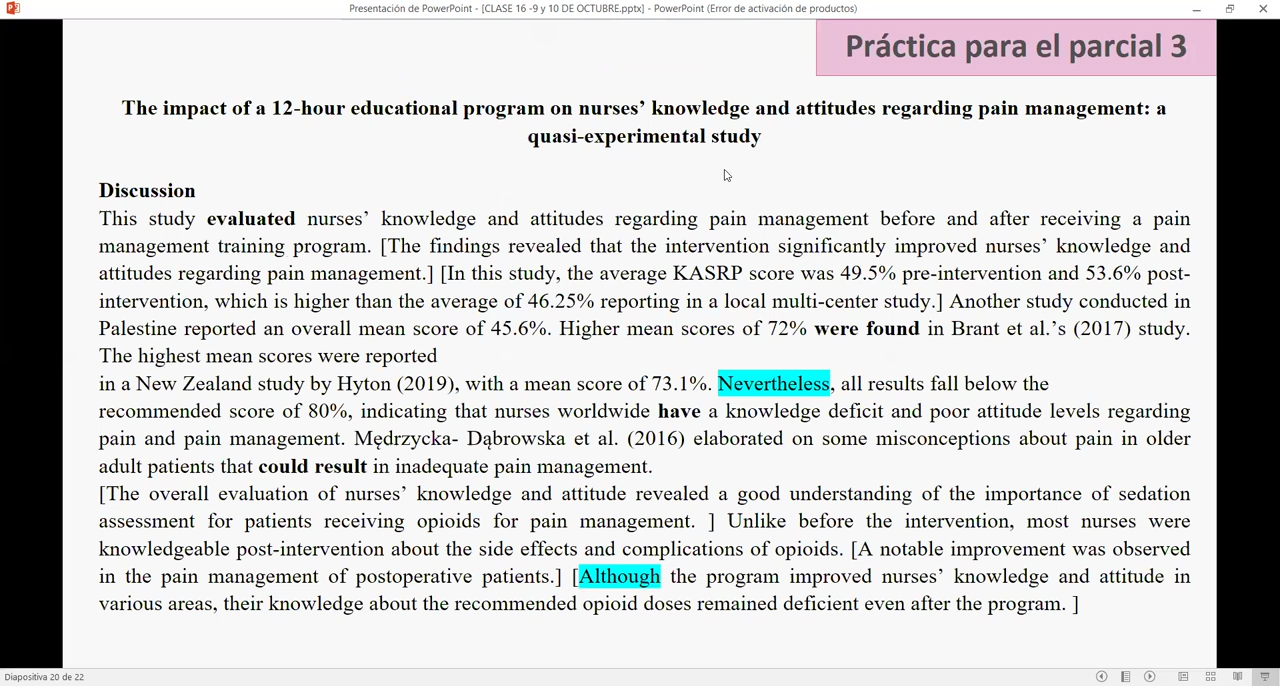 Presentación de PowerPoint - [CLASE 16 -9 y 10 DE OCTUBRE.pptx] - PowerPoint (Error de activación de productos)
Práctica para el parcial 3
The impact of a 12-hour educational program on nurses’ knowledge and attitudes regarding pain management: a
quasi-experimental study
Discussion
This study evaluated nurses’ knowledge and attitudes regarding pain management before and after receiving a pain
management training program. [The findings revealed that the intervention significantly improved nurses’ knowledge and
attitudes regarding pain management.] [In this study, the average KASRP score was 49.5% pre-intervention and 53.6% post-
intervention, which is higher than the average of 46.25% reporting in a local multi-center study.] Another study conducted in
Palestine reported an overall mean score of 45.6%. Higher mean scores of 72% were found in Brant et al.’s (2017) study.
The highest mean scores were reported
in a New Zealand study by Hyton (2019), with a mean score of 73.1%. Nevertheless, all results fall below the
recommended score of 80%, indicating that nurses worldwide have a knowledge deficit and poor attitude levels regarding
pain and pain management. Mędrzycka- Dąbrowska et al. (2016) elaborated on some misconceptions about pain in older
adult patients that could result in inadequate pain management.
[The overall evaluation of nurses’ knowledge and attitude revealed a good understanding of the importance of sedation
assessment for patients receiving opioids for pain management. ] Unlike before the intervention, most nurses were
knowledgeable post-intervention about the side effects and complications of opioids. [A notable improvement was observed
in the pain management of postoperative patients.] [Although the program improved nurses’ knowledge and attitude in
various areas, their knowledge about the recommended opioid doses remained deficient even after the program. ]
Diapositiva 20 de 22